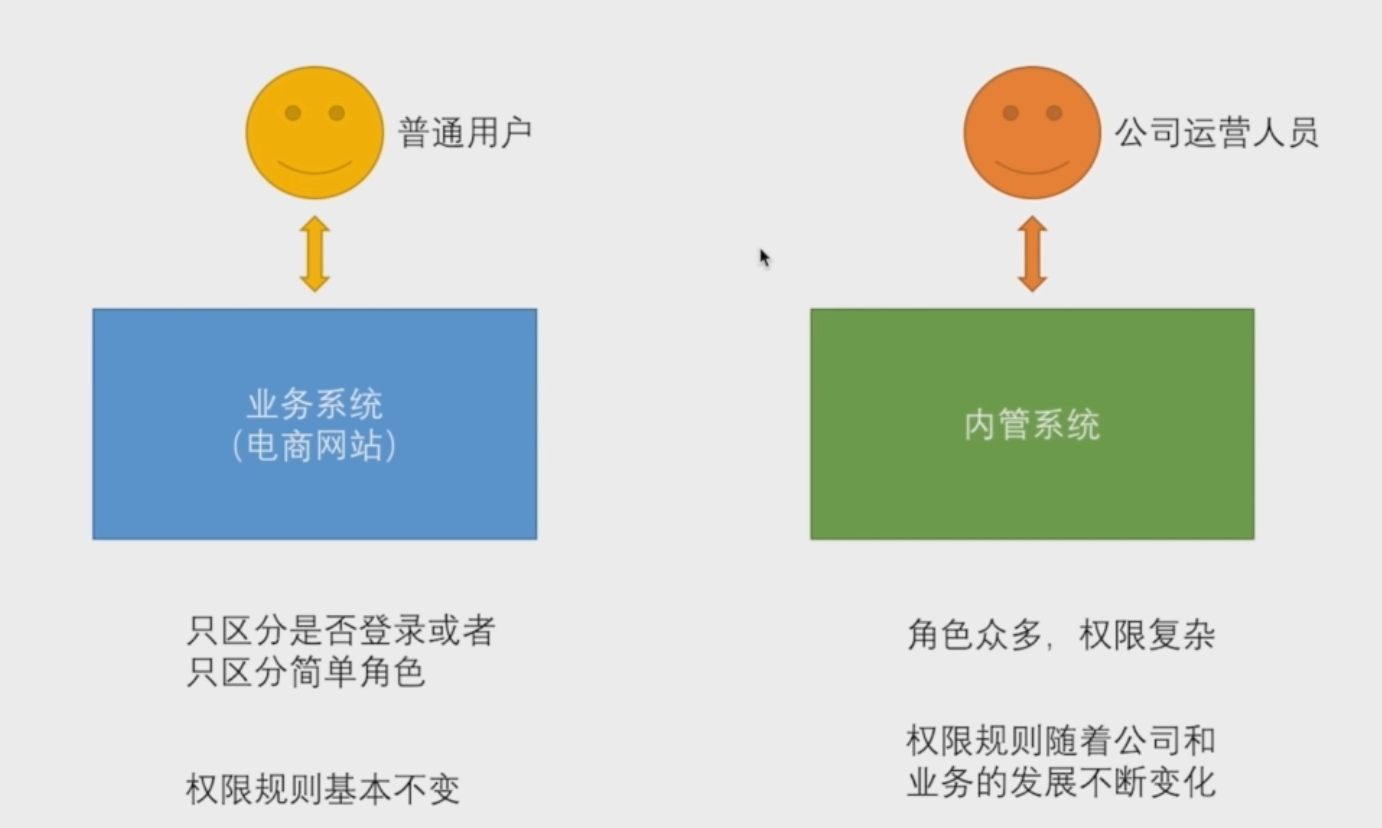 普通用户
业务系统
（电商网站）
只区分是否登录或者
只区分简单角色
权限规则基本不变
公司运营人员
内管系统
角色众多，权限复杂
权限规则随着公司和
业务的发展不断变化